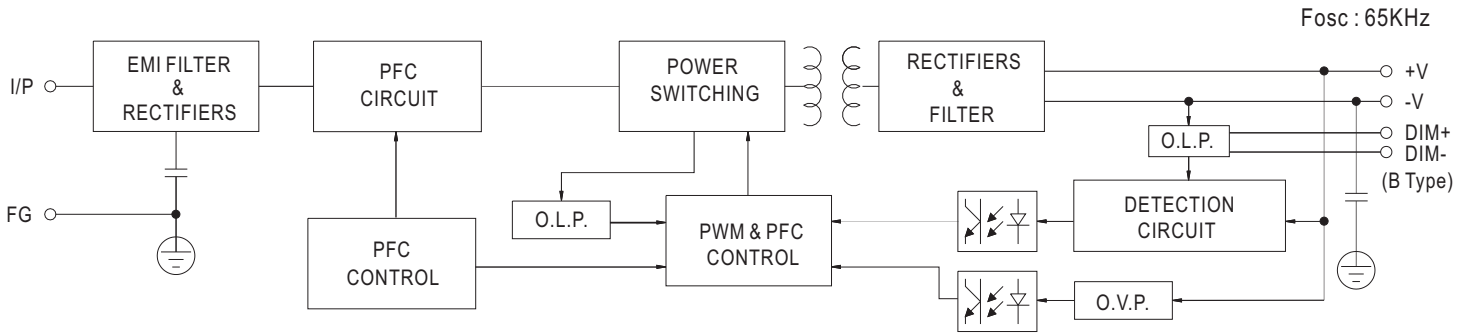 Fosc : 65KHz
I/P
EMI FILTER
&
RECTIFIERS
PFC
CIRCUIT
POWER
SWITCHING
RECTIFIERS
&
FILTER
+V
-V
O.L.P.
DIM+
DIM-
(B Type)
FG
O.L.P.
PFC
CONTROL
PWM & PFC
CONTROL
DETECTION
CIRCUIT
O.V.P.